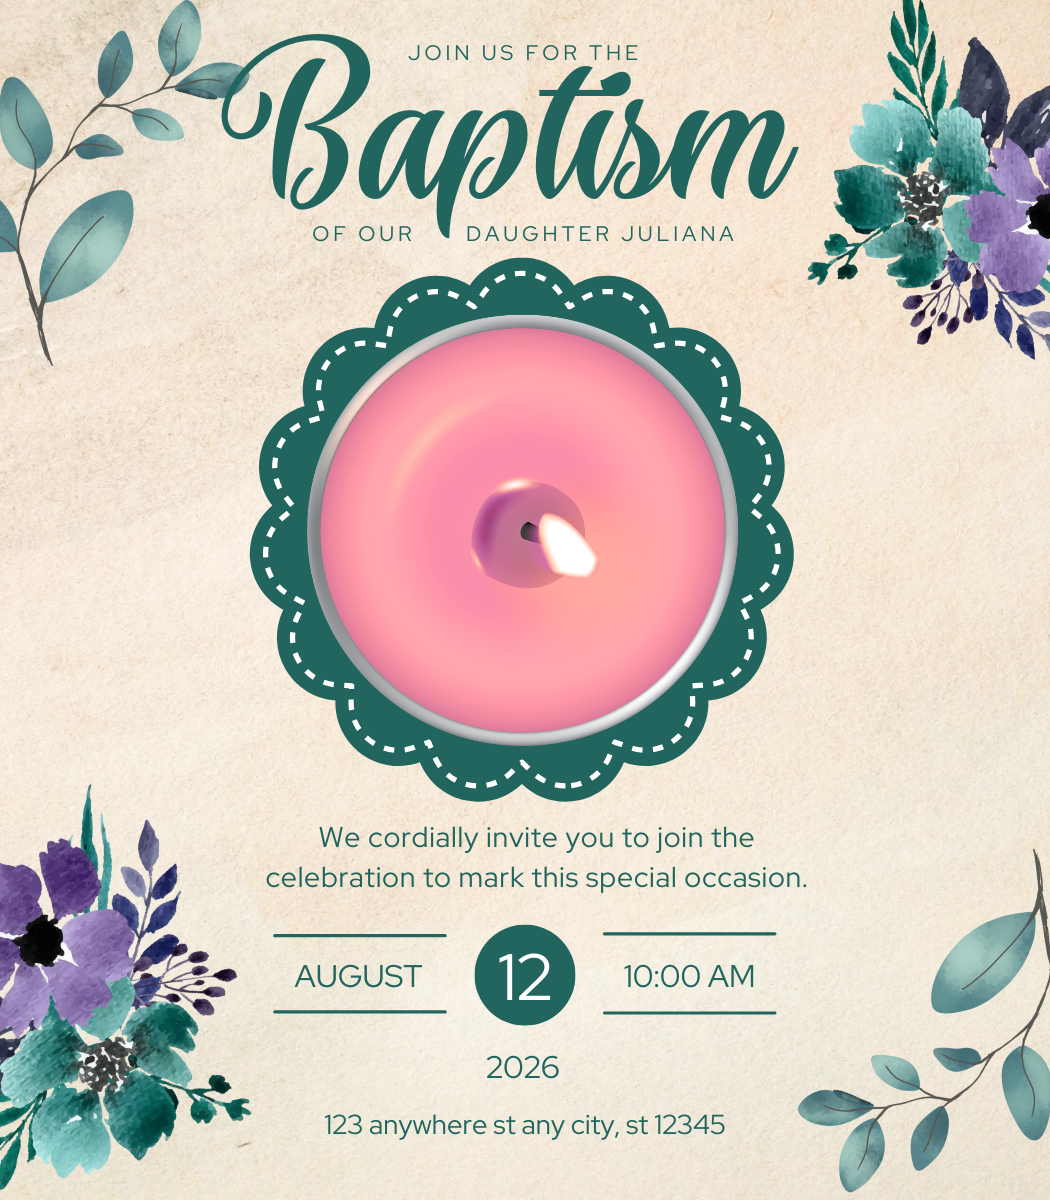 JOIN US FOR THE
Baptism
OF OUR DAUGHTER JULIANA
We cordially invite you to join the
celebration to mark this special occasion.
AUGUST 12 10:00 AM
2026
123 anywhere st any city, st 12345